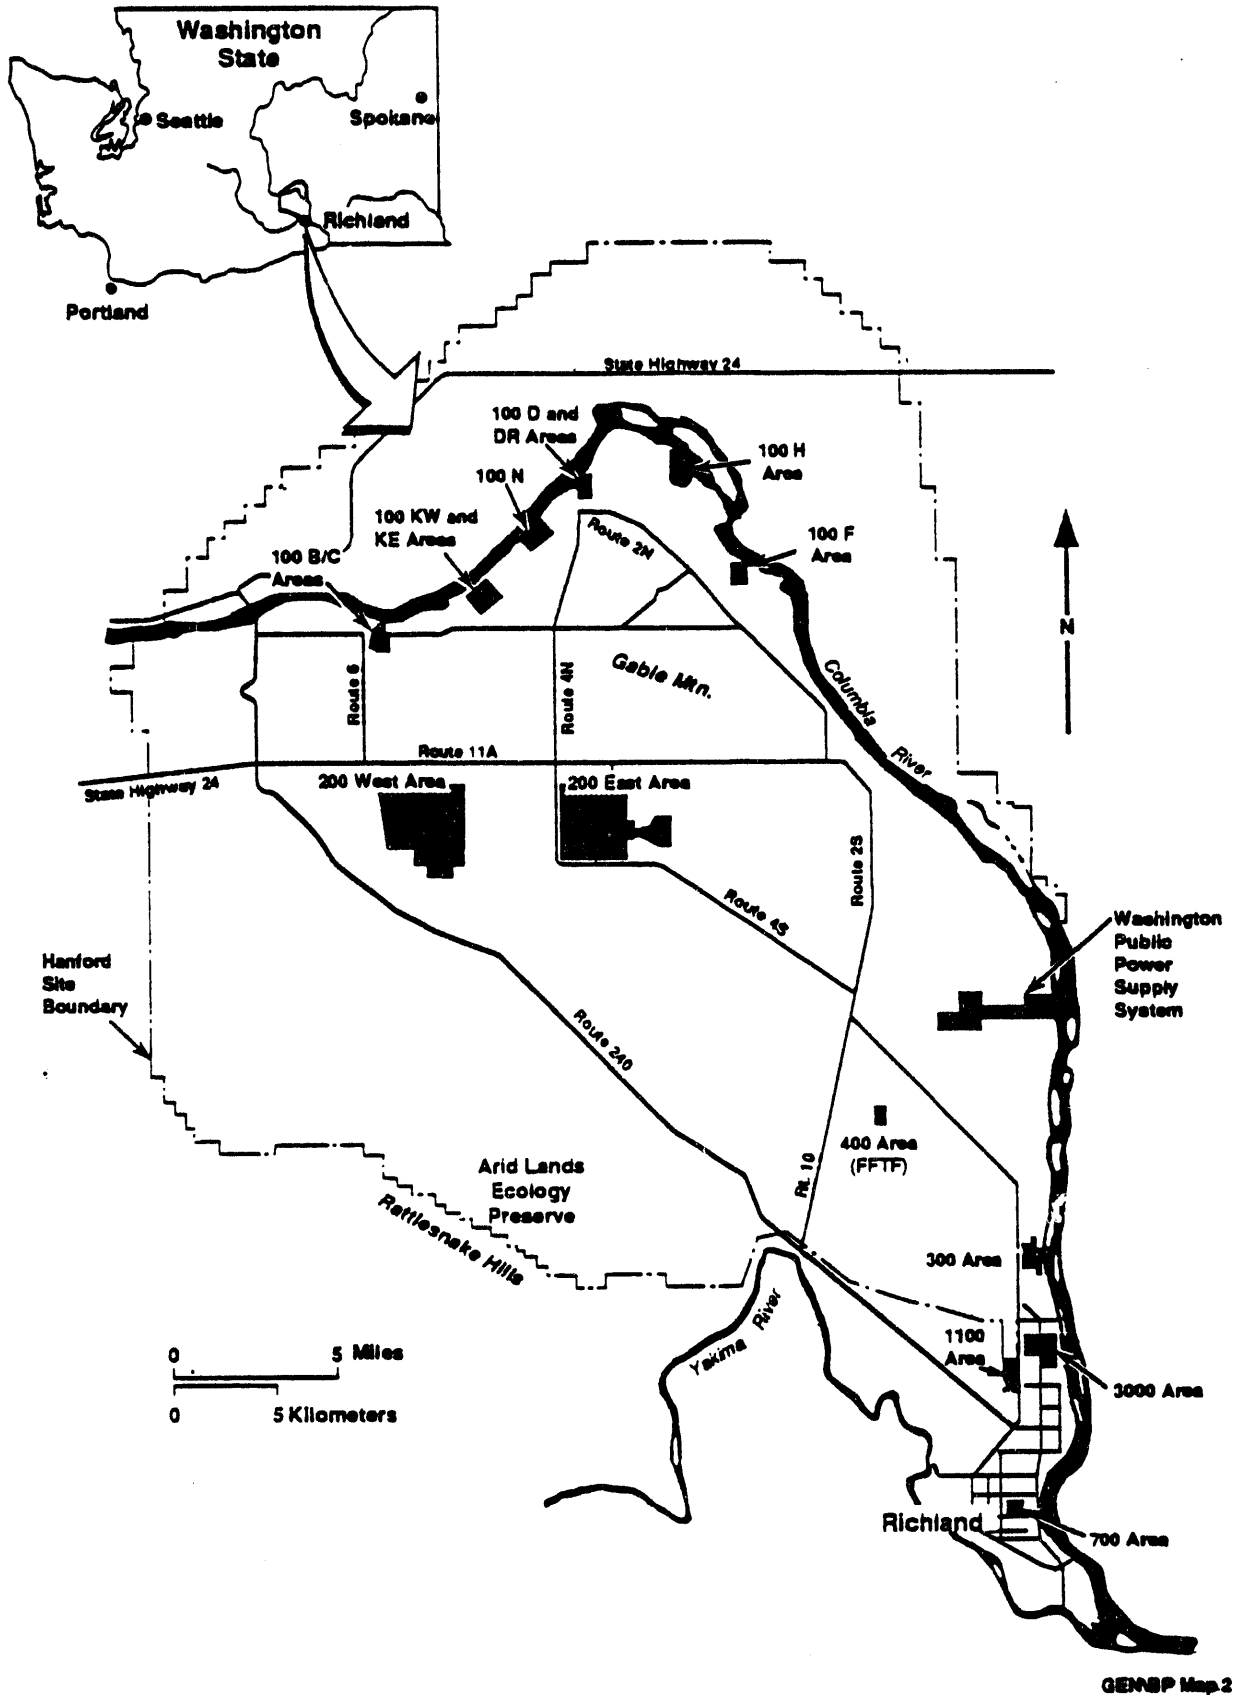 Washington
State
Seattle
Spokane
Richland
Portland
State Highway 24
100 D and
DR Areas
100 H
Area
100 N
100 KW and
KE Areas
Route 2N
100 F
Area
100 B/C
Areas
N
Gable Mtn.
Columbia
River
Route 6
Route 4N
Route 11A
State Highway 24
200 West Area
200 East Area
Route 2S
Route 4S
Washington
Public
Power
Supply
System
Hanford
Site
Boundary
Route 240
400 Area
(FFTF)
Rt. 10
Arid Lands
Ecology
Preserve
Rattlesnake Hills
300 Area
Yakima River
1100
Area
3000 Area
0 5 Miles
0 5 Kilometers
Richland
700 Area
GEN\BP Map.2